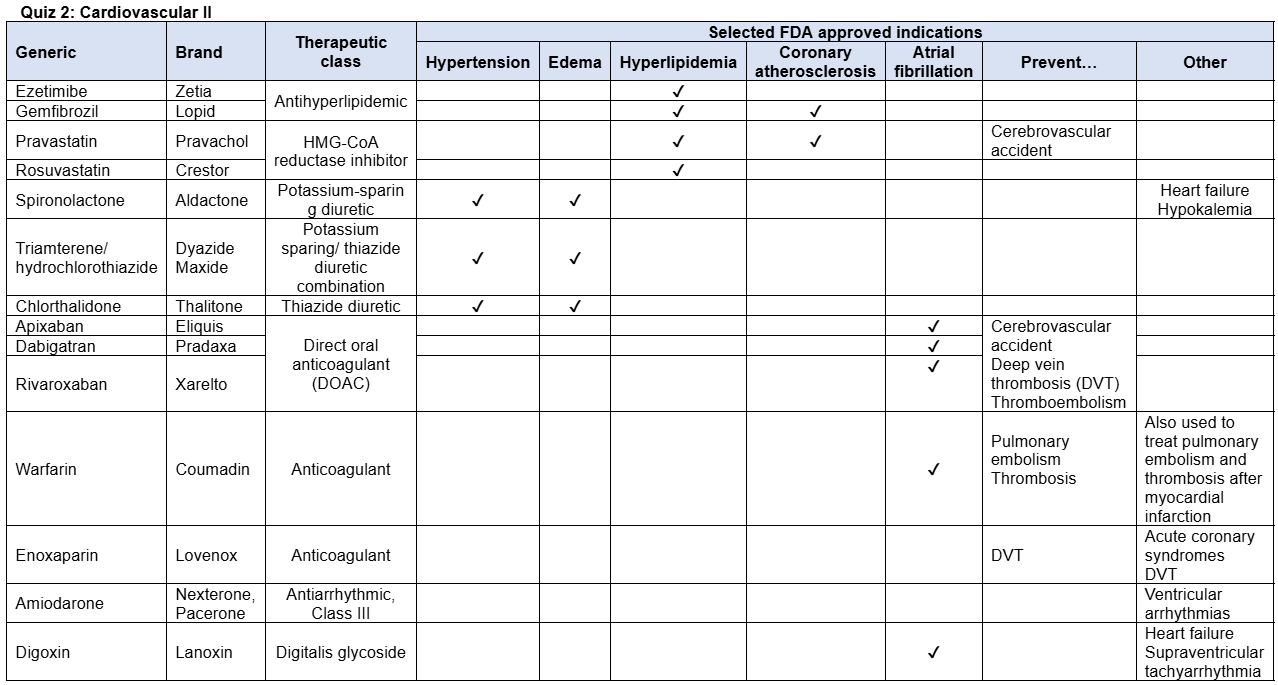 Quiz 2: Cardiovascular II
Generic
Brand
Therapeutic
class
Selected FDA approved indications
Hypertension
Edema
Hyperlipidemia
Coronary
atherosclerosis
Atrial
fibrillation
Prevent…
Other
Ezetimibe
Zetia
Antihyperlipidemic
✓
Gemfibrozil
Lopid
✓
✓
Pravastatin
Pravachol
HMG-CoA
reductase inhibitor
✓
✓
Cerebrovascular
accident
Rosuvastatin
Crestor
✓
Spironolactone
Aldactone
Potassium-sparin
g diuretic
✓
✓
Heart failure
Hypokalemia
Triamterene/
hydrochlorothiazide
Dyazide
Maxide
Potassium
sparing/ thiazide
diuretic
combination
✓
✓
Chlorthalidone
Thalitone
Thiazide diuretic
✓
✓
Apixaban
Eliquis
Direct oral
anticoagulant
(DOAC)
✓
Cerebrovascular
accident
Deep vein
thrombosis (DVT)
Thromboembolism
Dabigatran
Pradaxa
✓
Rivaroxaban
Xarelto
✓
Warfarin
Coumadin
Anticoagulant
✓
Pulmonary
embolism
Thrombosis
Also used to
treat pulmonary
embolism and
thrombosis after
myocardial
infarction
Enoxaparin
Lovenox
Anticoagulant
DVT
Acute coronary
syndromes
DVT
Amiodarone
Nexterone,
Pacerone
Antiarrhythmic,
Class III
Ventricular
arrhythmias
Digoxin
Lanoxin
Digitalis glycoside
✓
Heart failure
Supraventricular
tachyarrhythmia